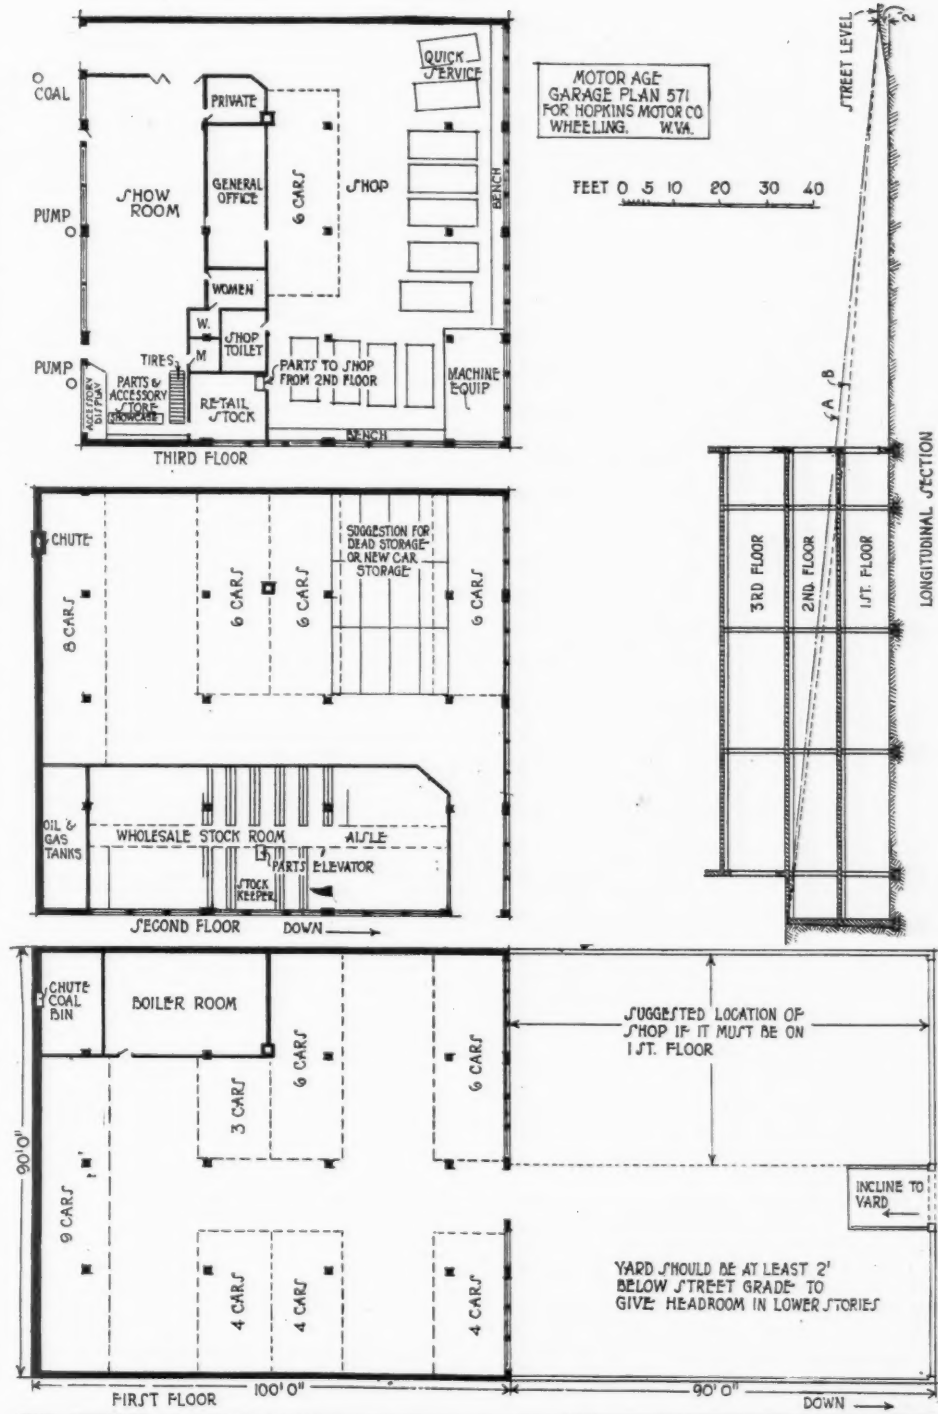 MOTOR AGE
GARAGE PLAN 571
FOR HOPKINS MOTOR CO
WHEELING. W.VA.
FEET 0 5 10 20 30 40
COAL
PUMP
PUMP
SHOW
ROOM
PRIVATE
GENERAL
OFFICE
WOMEN
W.
M
SHOP
TOILET
6 CARS
SHOP
QUICK
SERVICE
BENCH
TIRES
ACCESSORY
DISPLAY
PARTS &
ACCESSORY
STORE
SHOWCASE
RETAIL
STOCK
PARTS TO SHOP
FROM 2ND FLOOR
MACHINE
EQUIP
BENCH
THIRD FLOOR
STREET LEVEL
2'
A
B
3RD FLOOR
2ND. FLOOR
1ST. FLOOR
LONGITUDINAL SECTION
CHUTE
8 CARS
6 CARS
6 CARS
SUGGESTION FOR
DEAD STORAGE
OR NEW CAR
STORAGE
6 CARS
OIL &
GAS
TANKS
WHOLESALE STOCK ROOM
AISLE
PARTS ELEVATOR
STOCK
KEEPER
SECOND FLOOR
DOWN
CHUTE
COAL
BIN
BOILER ROOM
9 CARS
3 CARS
6 CARS
6 CARS
4 CARS
4 CARS
4 CARS
90'0"
100'0"
FIRST FLOOR
SUGGESTED LOCATION OF
SHOP IF IT MUST BE ON
1ST. FLOOR
INCLINE TO
YARD
YARD SHOULD BE AT LEAST 2'
BELOW STREET GRADE TO
GIVE HEADROOM IN LOWER STORIES
90'0"
DOWN